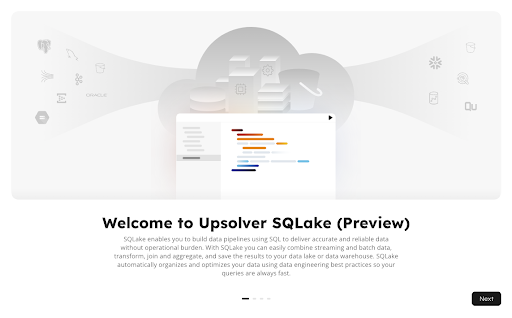 ORACLE
Qu
Welcome to Upsolver SQLake (Preview)
SQLake enables you to build data pipelines using SQL to deliver accurate and reliable data
without operational burden. With SQLake you can easily combine streaming and batch data,
transform, join and aggregate, and save the results to your data lake or data warehouse. SQLake
automatically organizes and optimizes your data using data engineering best practices so your
queries are always fast.
Next